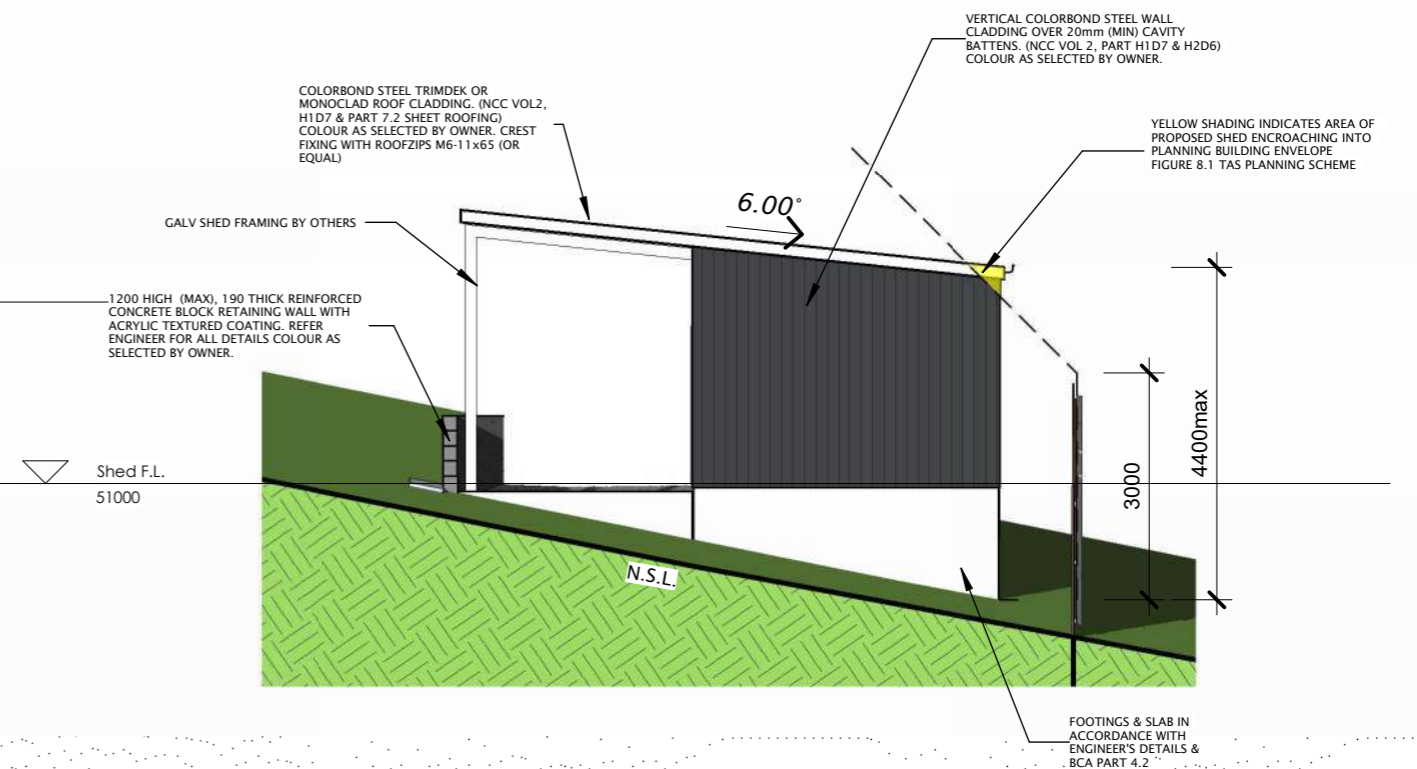 VERTICAL COLORBOND STEEL WALL
CLADDING OVER 20mm (MIN) CAVITY
BATTENS. (NCC VOL 2, PART H1D7 & H2D6)
COLOUR AS SELECTED BY OWNER.
COLORBOND STEEL TRIMDEK OR
MONOCLAD ROOF CLADDING. (NCC VOL2,
H1D7 & PART 7.2 SHEET ROOFING)
COLOUR AS SELECTED BY OWNER. CREST
FIXING WITH ROOFZIPS M6-11x65 (OR
EQUAL)
YELLOW SHADING INDICATES AREA OF
PROPOSED SHED ENCROACHING INTO
PLANNING BUILDING ENVELOPE
FIGURE 8.1 TAS PLANNING SCHEME
6.00°
GALV SHED FRAMING BY OTHERS
1200 HIGH (MAX), 190 THICK REINFORCED
CONCRETE BLOCK RETAINING WALL WITH
ACRYLIC TEXTURED COATING. REFER
ENGINEER FOR ALL DETAILS COLOUR AS
SELECTED BY OWNER.
4400max
3000
Shed F.L.
51000
N.S.L.
FOOTINGS & SLAB IN
ACCORDANCE WITH
ENGINEER'S DETAILS &
BCA PART 4.2